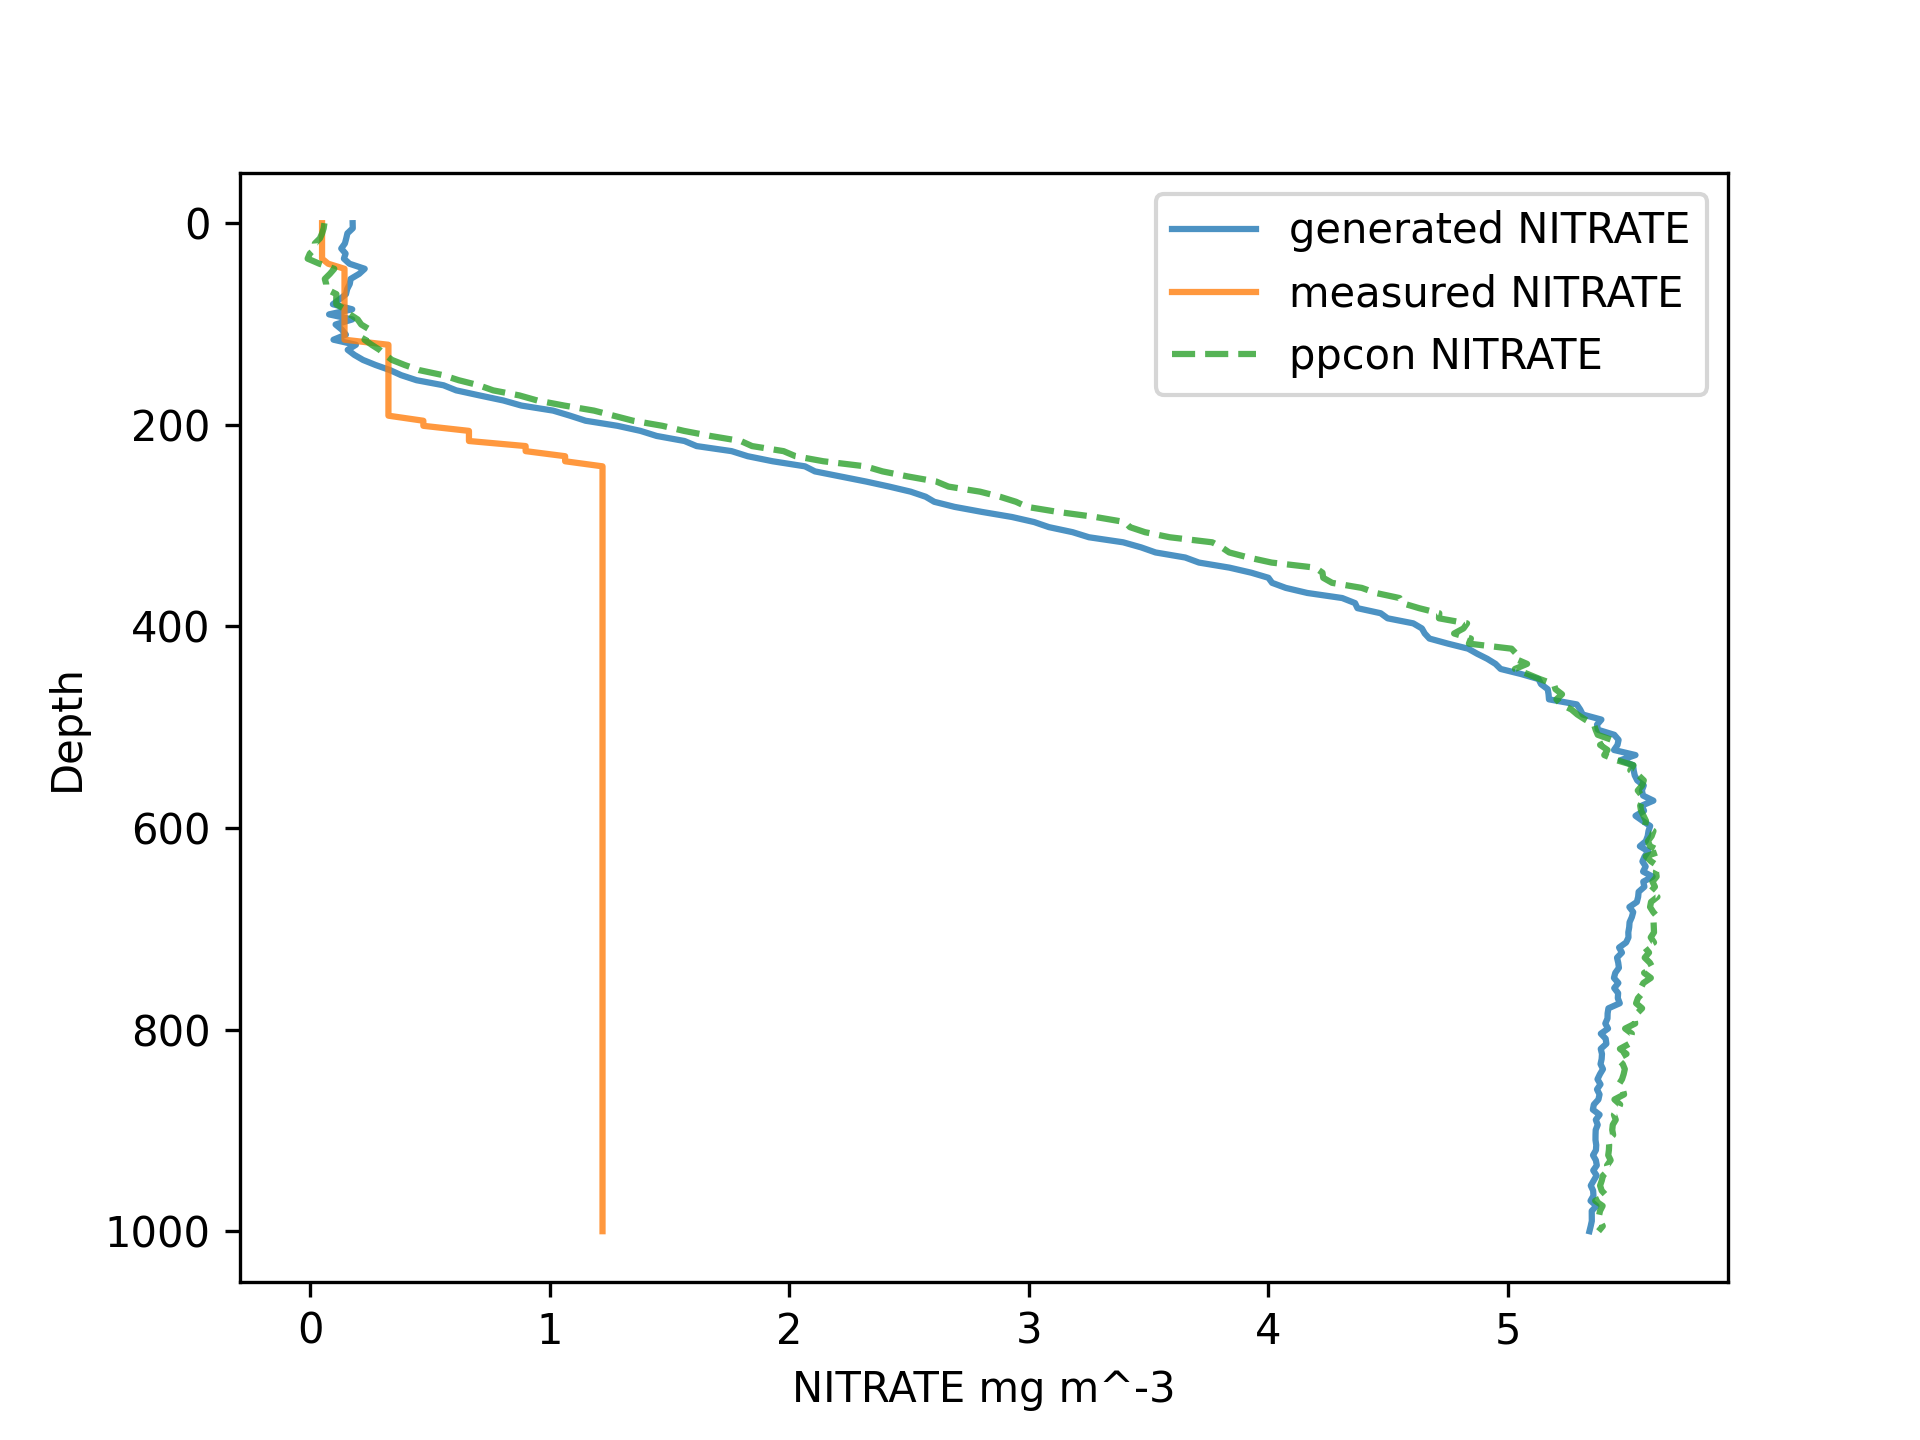 generated NITRATE
measured NITRATE
ppcon NITRATE
0
200
400
600
800
1000
Depth
0 1 2 3 4 5
NITRATE mg m^-3